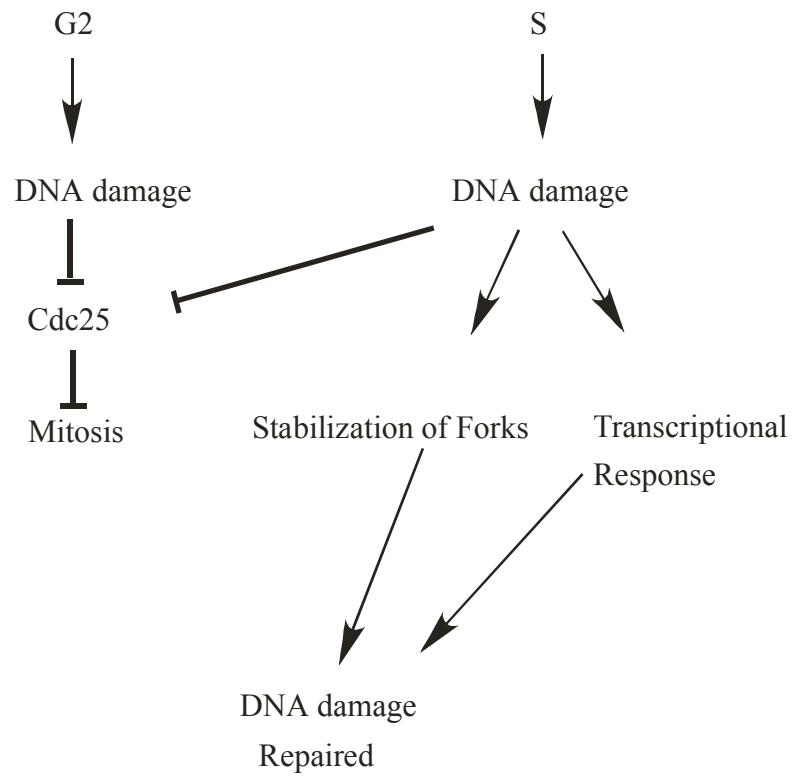 G2
S
DNA damage
DNA damage
Cdc25
Mitosis
Stabilization of Forks
Transcriptional
Response
DNA damage
Repaired